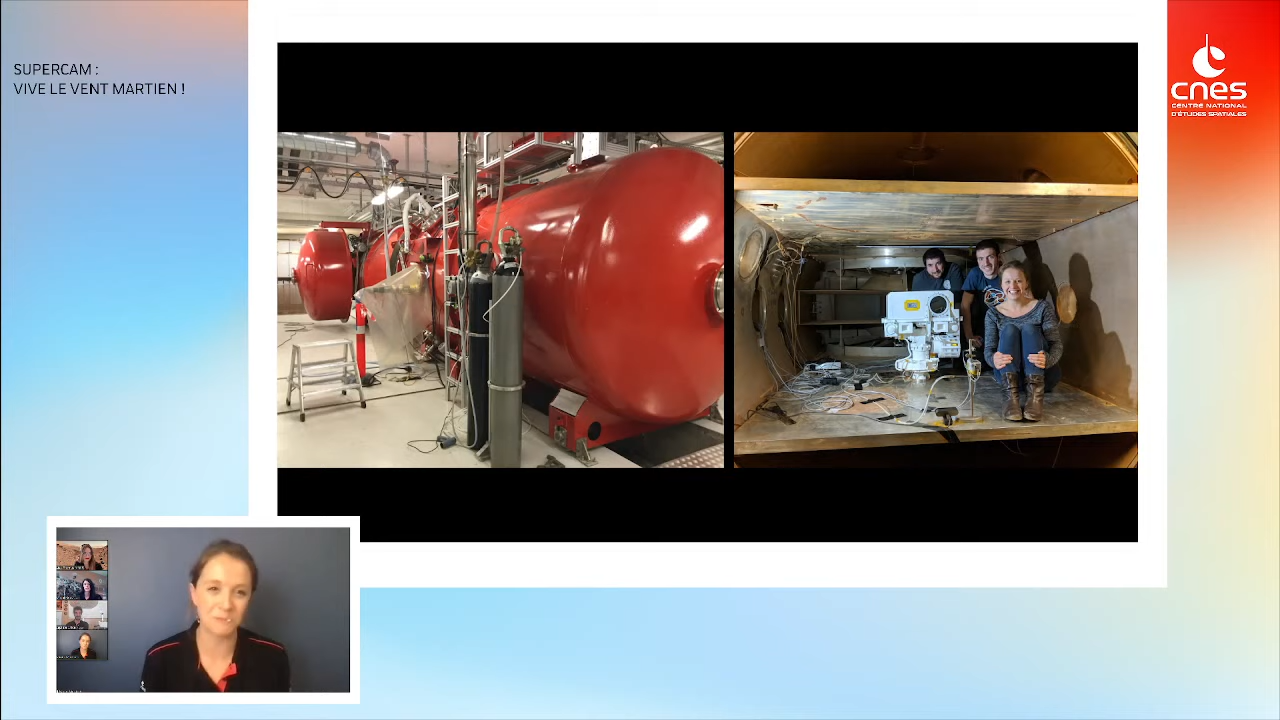 SUPERCAM :
VIVE LE VENT MARTIEN !
cnes
CENTRE NATIONAL
D'ÉTUDES SPATIALES